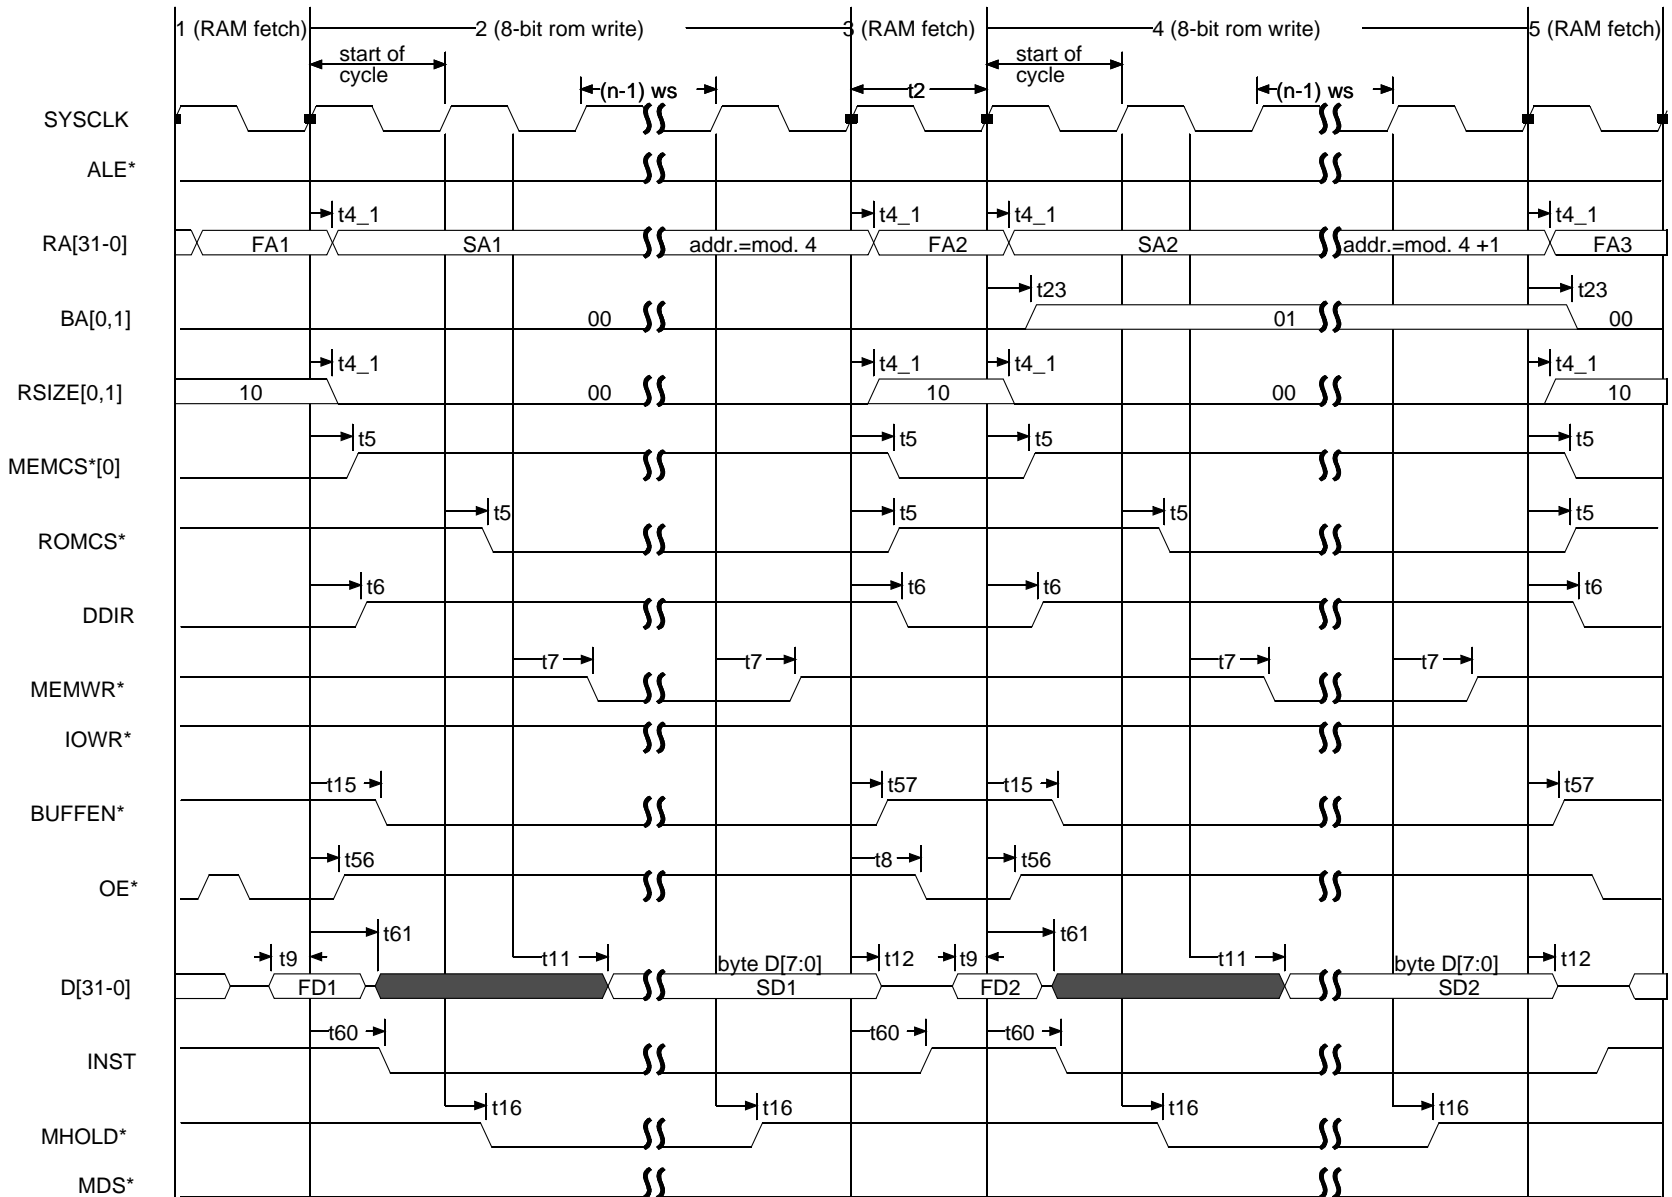 1 (RAM fetch) 2 (8-bit rom write) 3 (RAM fetch) 4 (8-bit rom write) 5 (RAM fetch)
start of cycle start of cycle
(n-1) ws t2 (n-1) ws
SYSCLK
ALE*
t4_1 t4_1 t4_1 t4_1
RA[31-0] FA1 SA1 addr.=mod. 4 FA2 SA2 addr.=mod. 4 +1 FA3
t23 t23
BA[0,1] 00 01 00
t4_1 t4_1 t4_1 t4_1
RSIZE[0,1] 10 00 10 00 10
t5 t5 t5 t5
MEMCS*[0]
t5 t5 t5 t5
ROMCS*
t6 t6 t6 t6
DDIR
t7 t7 t7 t7
MEMWR*
IOWR*
t15 t57 t15 t57
BUFFEN*
t56 t8 t56
OE*
t61 t61
t9 t11 byte D[7:0] t12 t9 t11 byte D[7:0] t12
D[31-0] FD1 SD1 FD2 SD2
t60 t60 t60
INST
t16 t16 t16 t16
MHOLD*
MDS*